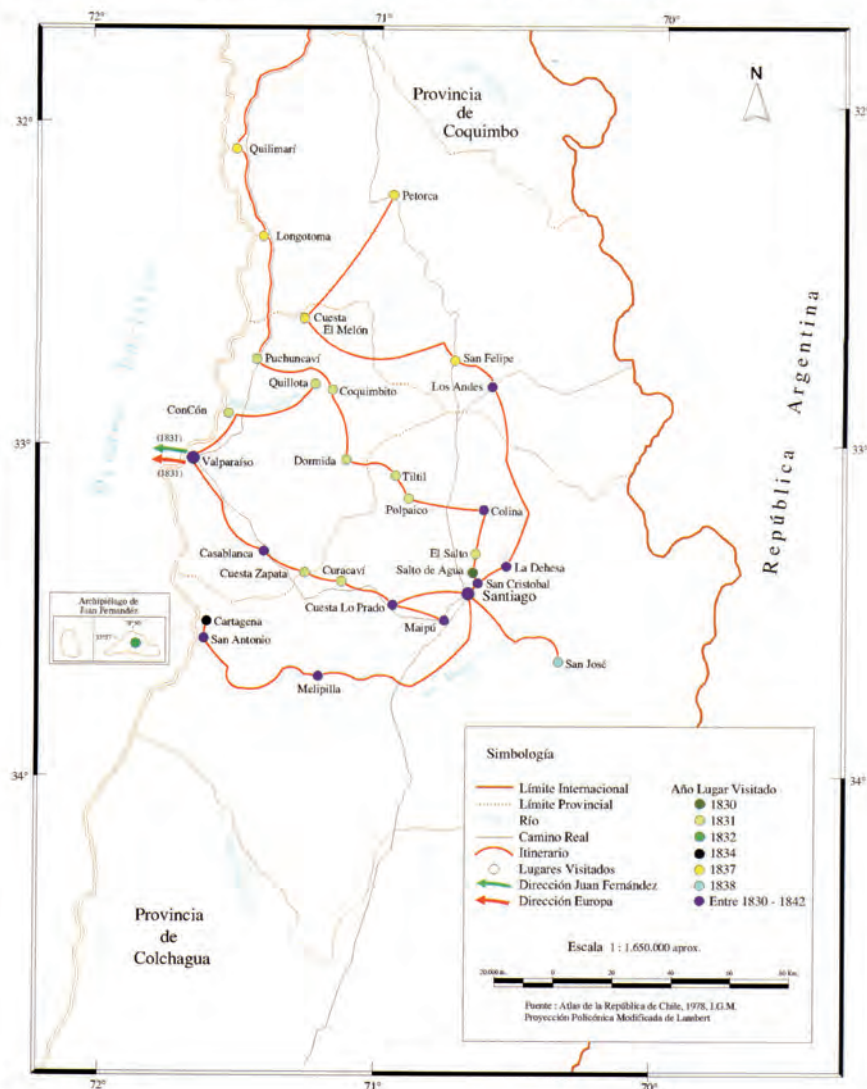 72°
71°
70°
N
32°
32°
Provincia
de
Coquimbo
Quilimarí
Petorca
Longotoma
Cuesta
El Melón
Puchuncaví
San Felipe
Quillota
Coquimbito
Los Andes
ConCón
República Argentina
33°
33°
(1831)
Valparaíso
(1831)
Dormida
Tiltil
Polpaico
Colina
Casablanca
El Salto
Cuesta Zapata
Curacaví
Salto de Agua
La Dehesa
San Cristobal
Cuesta Lo Prado
Santiago
Archipiélago de
Juan Fernández
Cartagena
Maipú
San Antonio
San José
Melipilla
34°
34°
Simbología
Límite Internacional
Límite Provincial
Río
Camino Real
Itinerario
Lugares Visitados
Dirección Juan Fernández
Dirección Europa
Año Lugar Visitado
1830
1831
1832
1834
1837
1838
Entre 1830 - 1842
Escala 1 : 1.650.000 aprox.
0
20
40
60
Fuente : Atlas de la República de Chile, 1978, I.G.M.
Proyección Policónica Modificada de Lambert
Provincia
de
Colchagua
72°
71°
70°